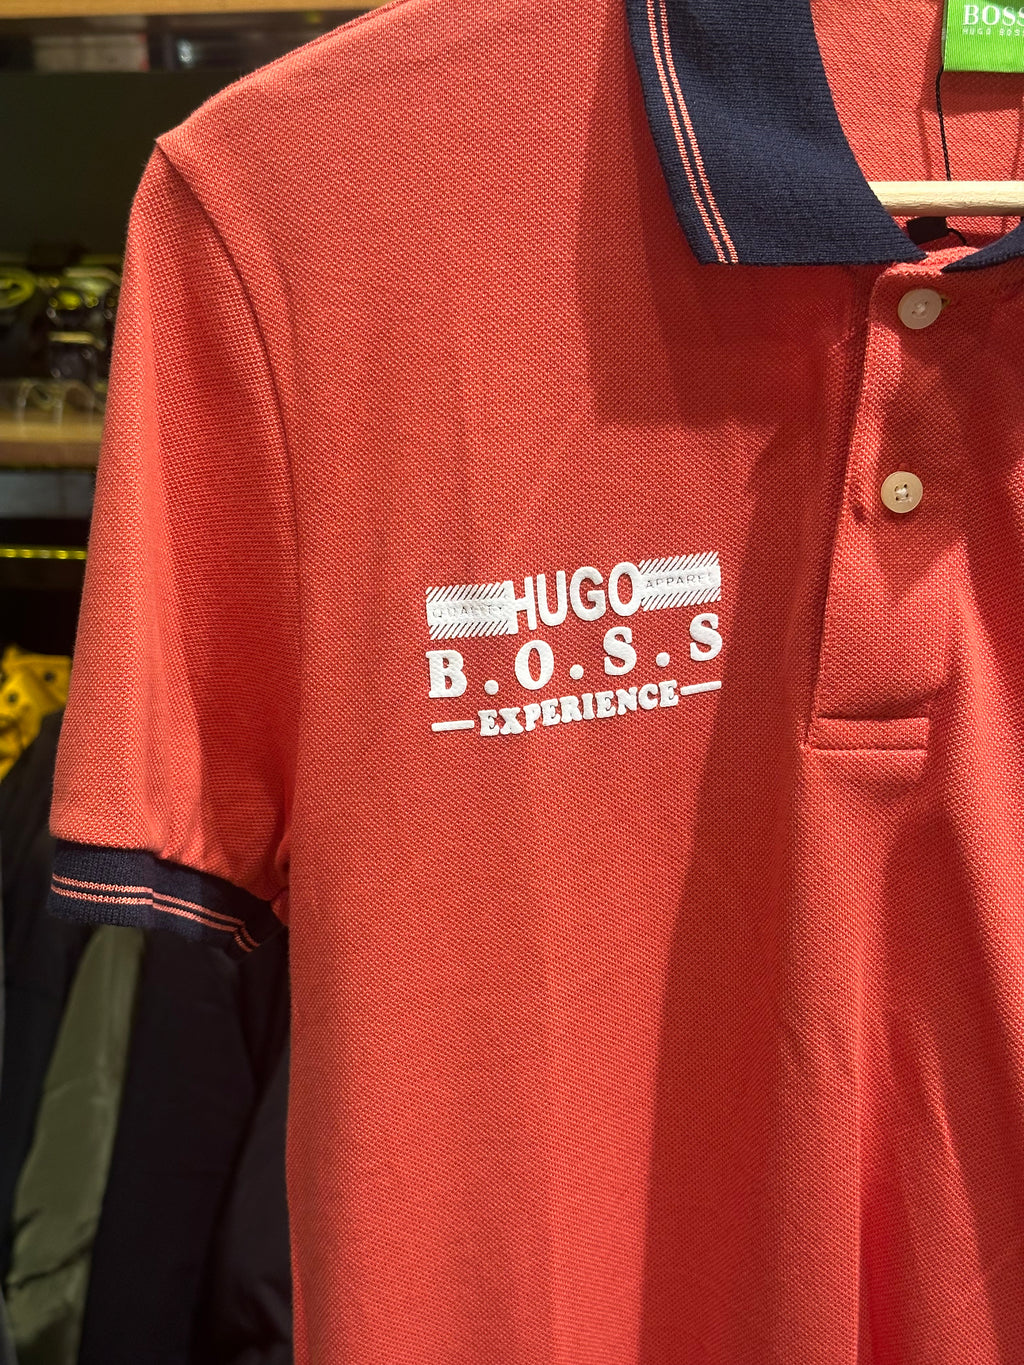 BOSS
HUGO BOSS
QUALITY HUGO APPAREL
B.O.S.S
EXPERIENCE